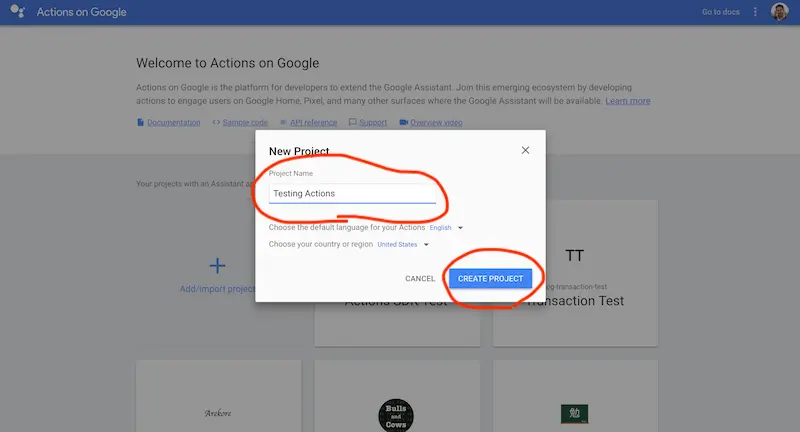 Actions on Google
Go to docs
Welcome to Actions on Google
Actions on Google is the platform for developers to extend the Google Assistant. Join this emerging ecosystem by developing
actions to engage users on Google Home, Pixel, and many other surfaces where the Google Assistant will be available. Learn more
Documentation
Sample code
API reference
Support
Overview video
New Project
Project Name
Testing Actions
Choose the default language for your Actions English
Choose your country or region United States
CANCEL
CREATE PROJECT
Your projects with an Assistant
Add/import project
TT
Actions SDK Test
Transaction Test
Arekore
Bulls
and
Cows
勉